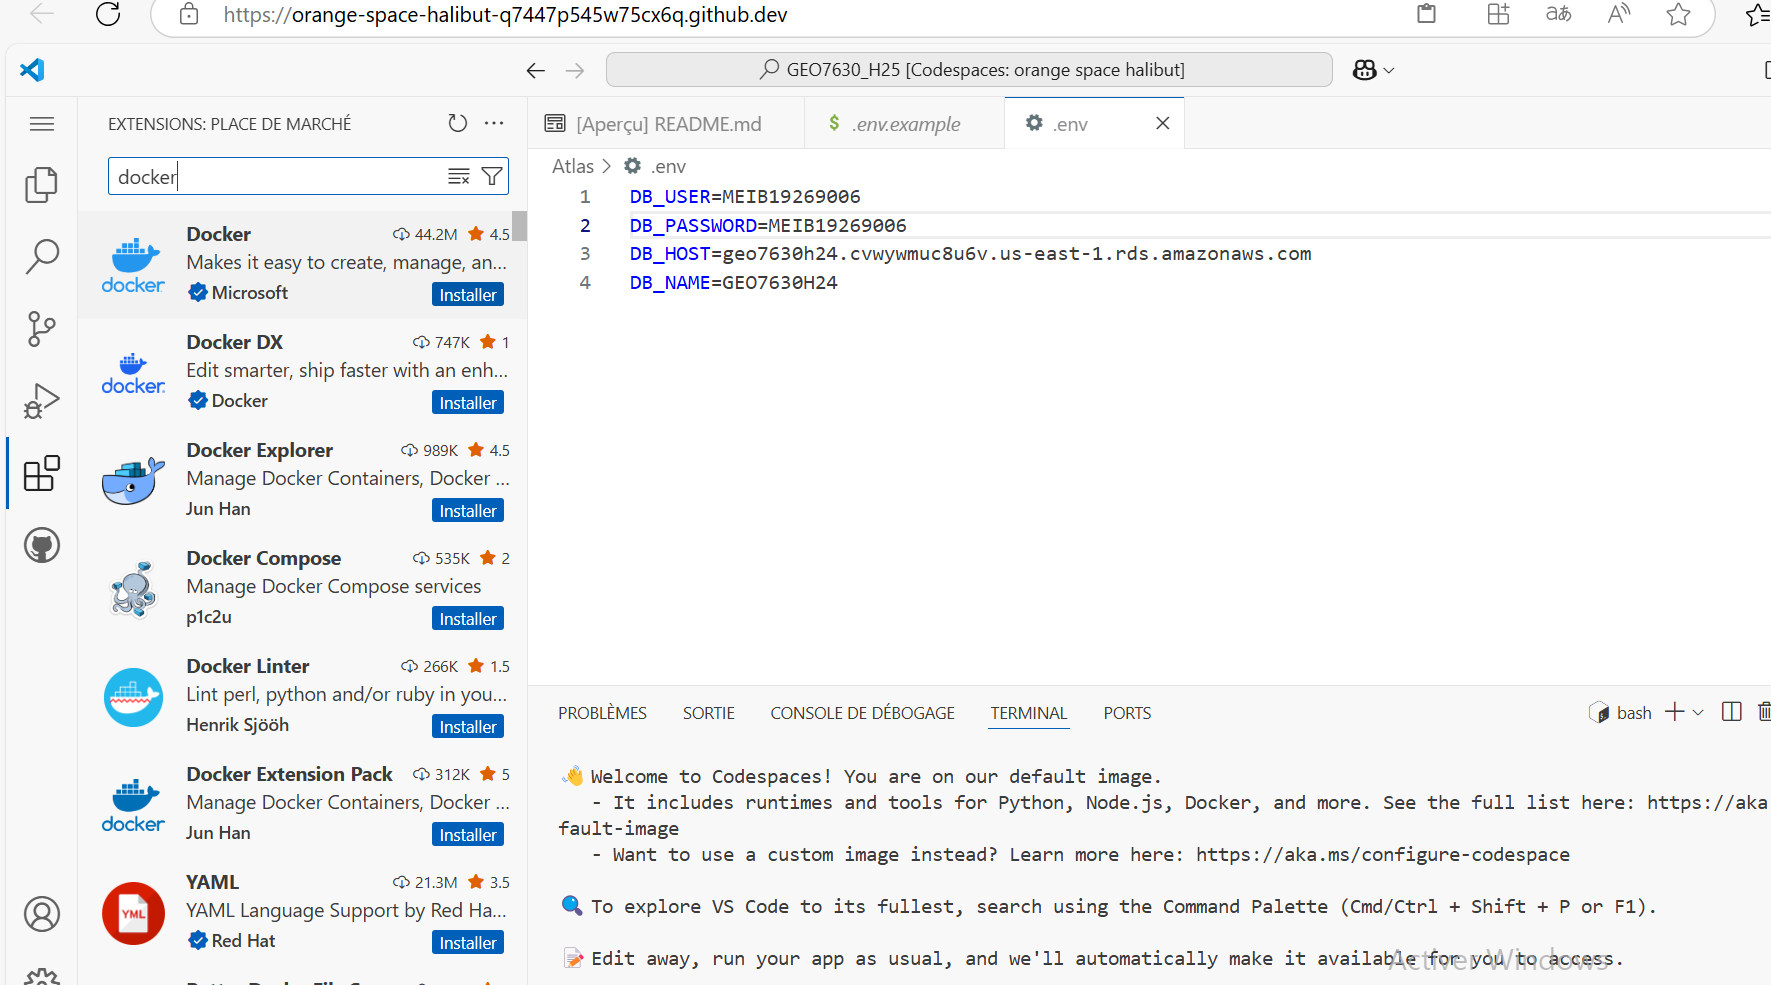 https://orange-space-halibut-q7447p545w75cx6q.github.dev
GEO7630_H25 [Codespaces: orange space halibut]
EXTENSIONS: PLACE DE MARCHÉ
docker
Docker 44.2M 4.5
Makes it easy to create, manage, an...
Microsoft Installer
Docker DX 747K 1
Edit smarter, ship faster with an enh...
Docker Installer
Docker Explorer 989K 4.5
Manage Docker Containers, Docker ...
Jun Han Installer
Docker Compose 535K 2
Manage Docker Compose services
p1c2u Installer
Docker Linter 266K 1.5
Lint perl, python and/or ruby in you...
Henrik Sjööh Installer
Docker Extension Pack 312K 5
Manage Docker Containers, Docker ...
Jun Han Installer
YAML 21.3M 3.5
YAML Language Support by Red Ha...
Red Hat Installer
[Aperçu] README.md
$ .env.example
.env
Atlas > .env
1 DB_USER=MEIB19269006
2 DB_PASSWORD=MEIB19269006
3 DB_HOST=geo7630h24.cvwywmuc8u6v.us-east-1.rds.amazonaws.com
4 DB_NAME=GEO7630H24
PROBLÈMES SORTIE CONSOLE DE DÉBOGAGE TERMINAL PORTS
bash
👋 Welcome to Codespaces! You are on our default image.
- It includes runtimes and tools for Python, Node.js, Docker, and more. See the full list here: https://aka
fault-image
- Want to use a custom image instead? Learn more here: https://aka.ms/configure-codespace
🔍 To explore VS Code to its fullest, search using the Command Palette (Cmd/Ctrl + Shift + P or F1).
📝 Edit away, run your app as usual, and we'll automatically make it available for you to access.
Activer Windows